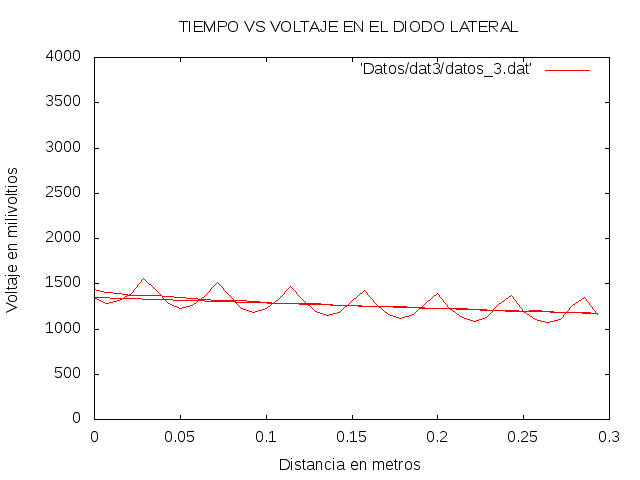 TIEMPO VS VOLTAJE EN EL DIODO LATERAL
'Datos/dat3/datos_3.dat'
4000
3500
3000
2500
2000
1500
1000
500
0
Voltaje en milivoltios
0 0.05 0.1 0.15 0.2 0.25 0.3
Distancia en metros